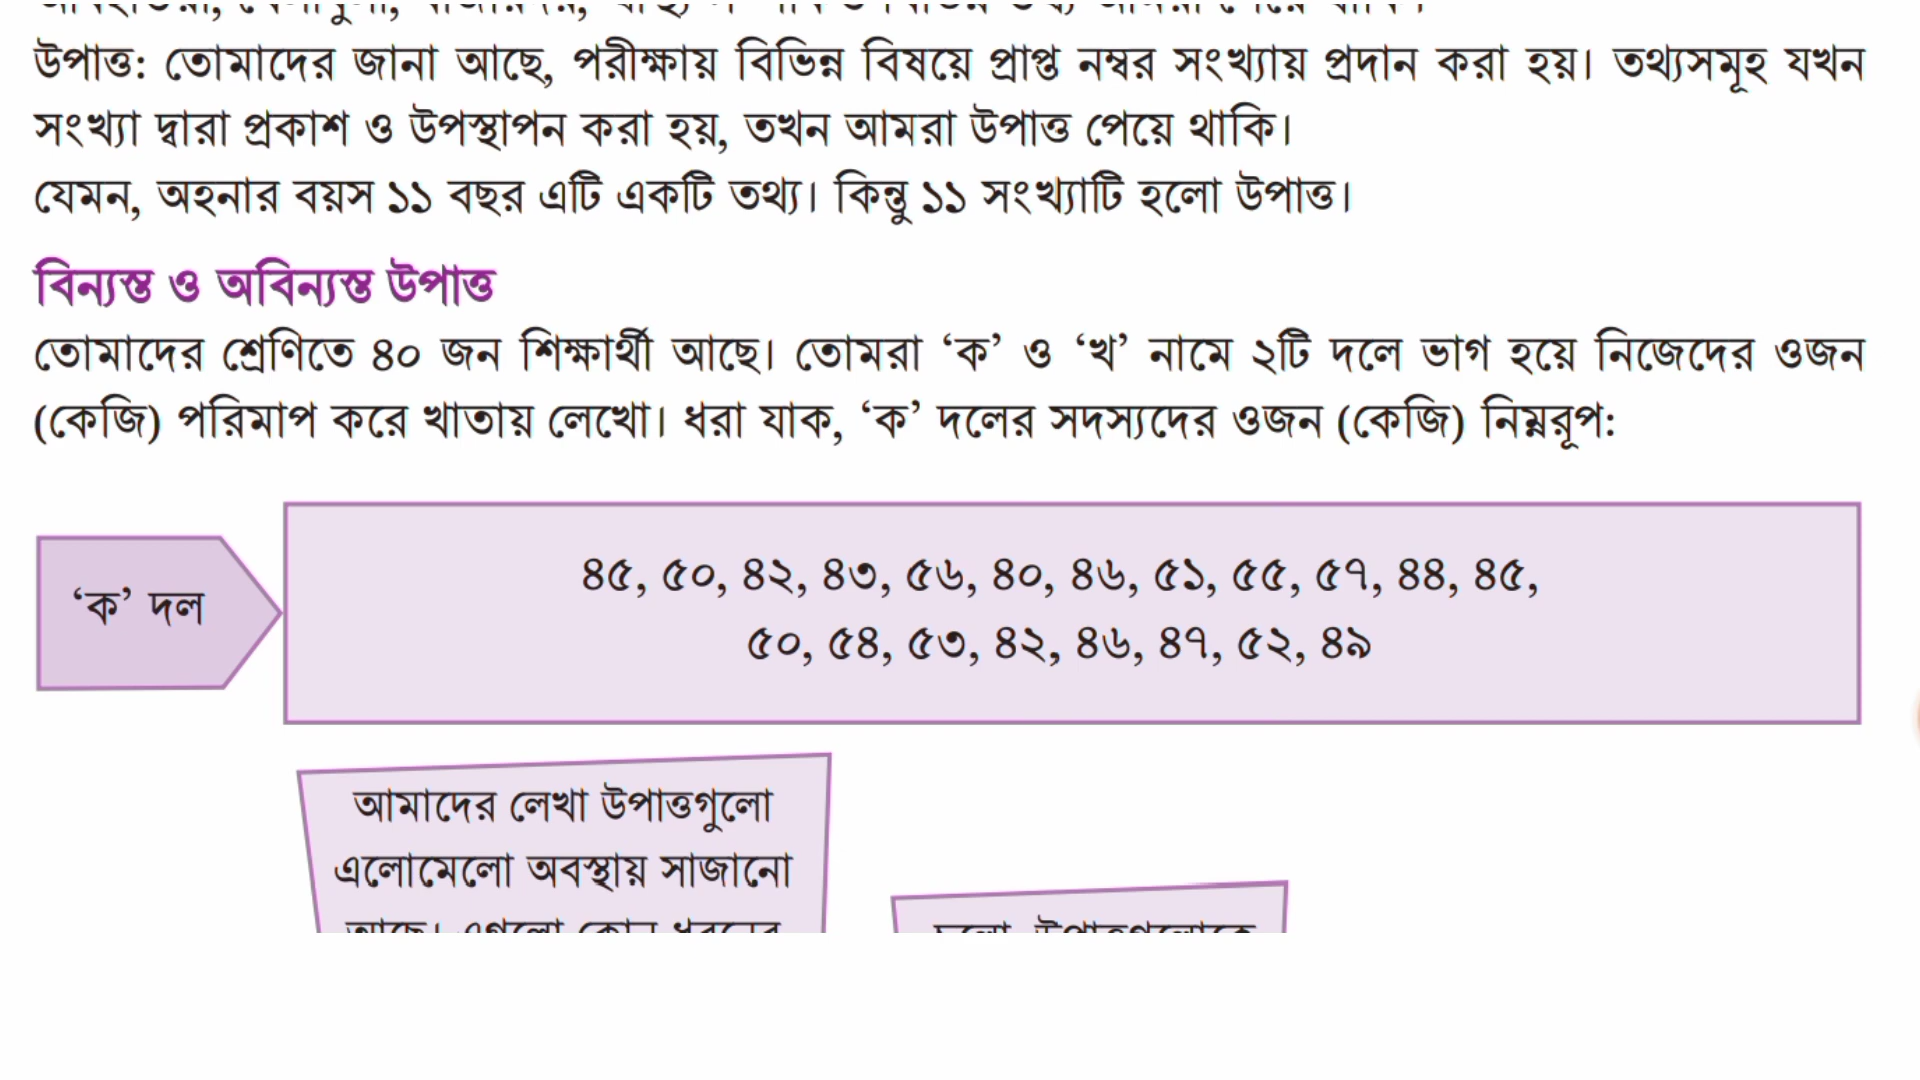 উপাত্ত: তোমাদের জানা আছে, পরীক্ষায় বিভিন্ন বিষয়ে প্রাপ্ত নম্বর সংখ্যায় প্রদান করা হয়। তথ্যসমূহ যখন
সংখ্যা দ্বারা প্রকাশ ও উপস্থাপন করা হয়, তখন আমরা উপাত্ত পেয়ে থাকি।
যেমন, অহনার বয়স ১১ বছর এটি একটি তথ্য। কিন্তু ১১ সংখ্যাটি হলো উপাত্ত।
বিন্যস্ত ও অবিন্যস্ত উপাত্ত
তোমাদের শ্রেণিতে ৪০ জন শিক্ষার্থী আছে। তোমরা ‘ক’ ও ‘খ’ নামে ২টি দলে ভাগ হয়ে নিজেদের ওজন
(কেজি) পরিমাপ করে খাতায় লেখো। ধরা যাক, ‘ক’ দলের সদস্যদের ওজন (কেজি) নিম্নরূপ:
‘ক’ দল
৪৫, ৫০, ৪২, ৪৩, ৫৬, ৪০, ৪৬, ৫১, ৫৫, ৫৭, ৪৪, ৪৫,
৫০, ৫৪, ৫৩, ৪২, ৪৬, ৪৭, ৫২, ৪৯
আমাদের লেখা উপাত্তগুলো
এলোমেলো অবস্থায় সাজানো